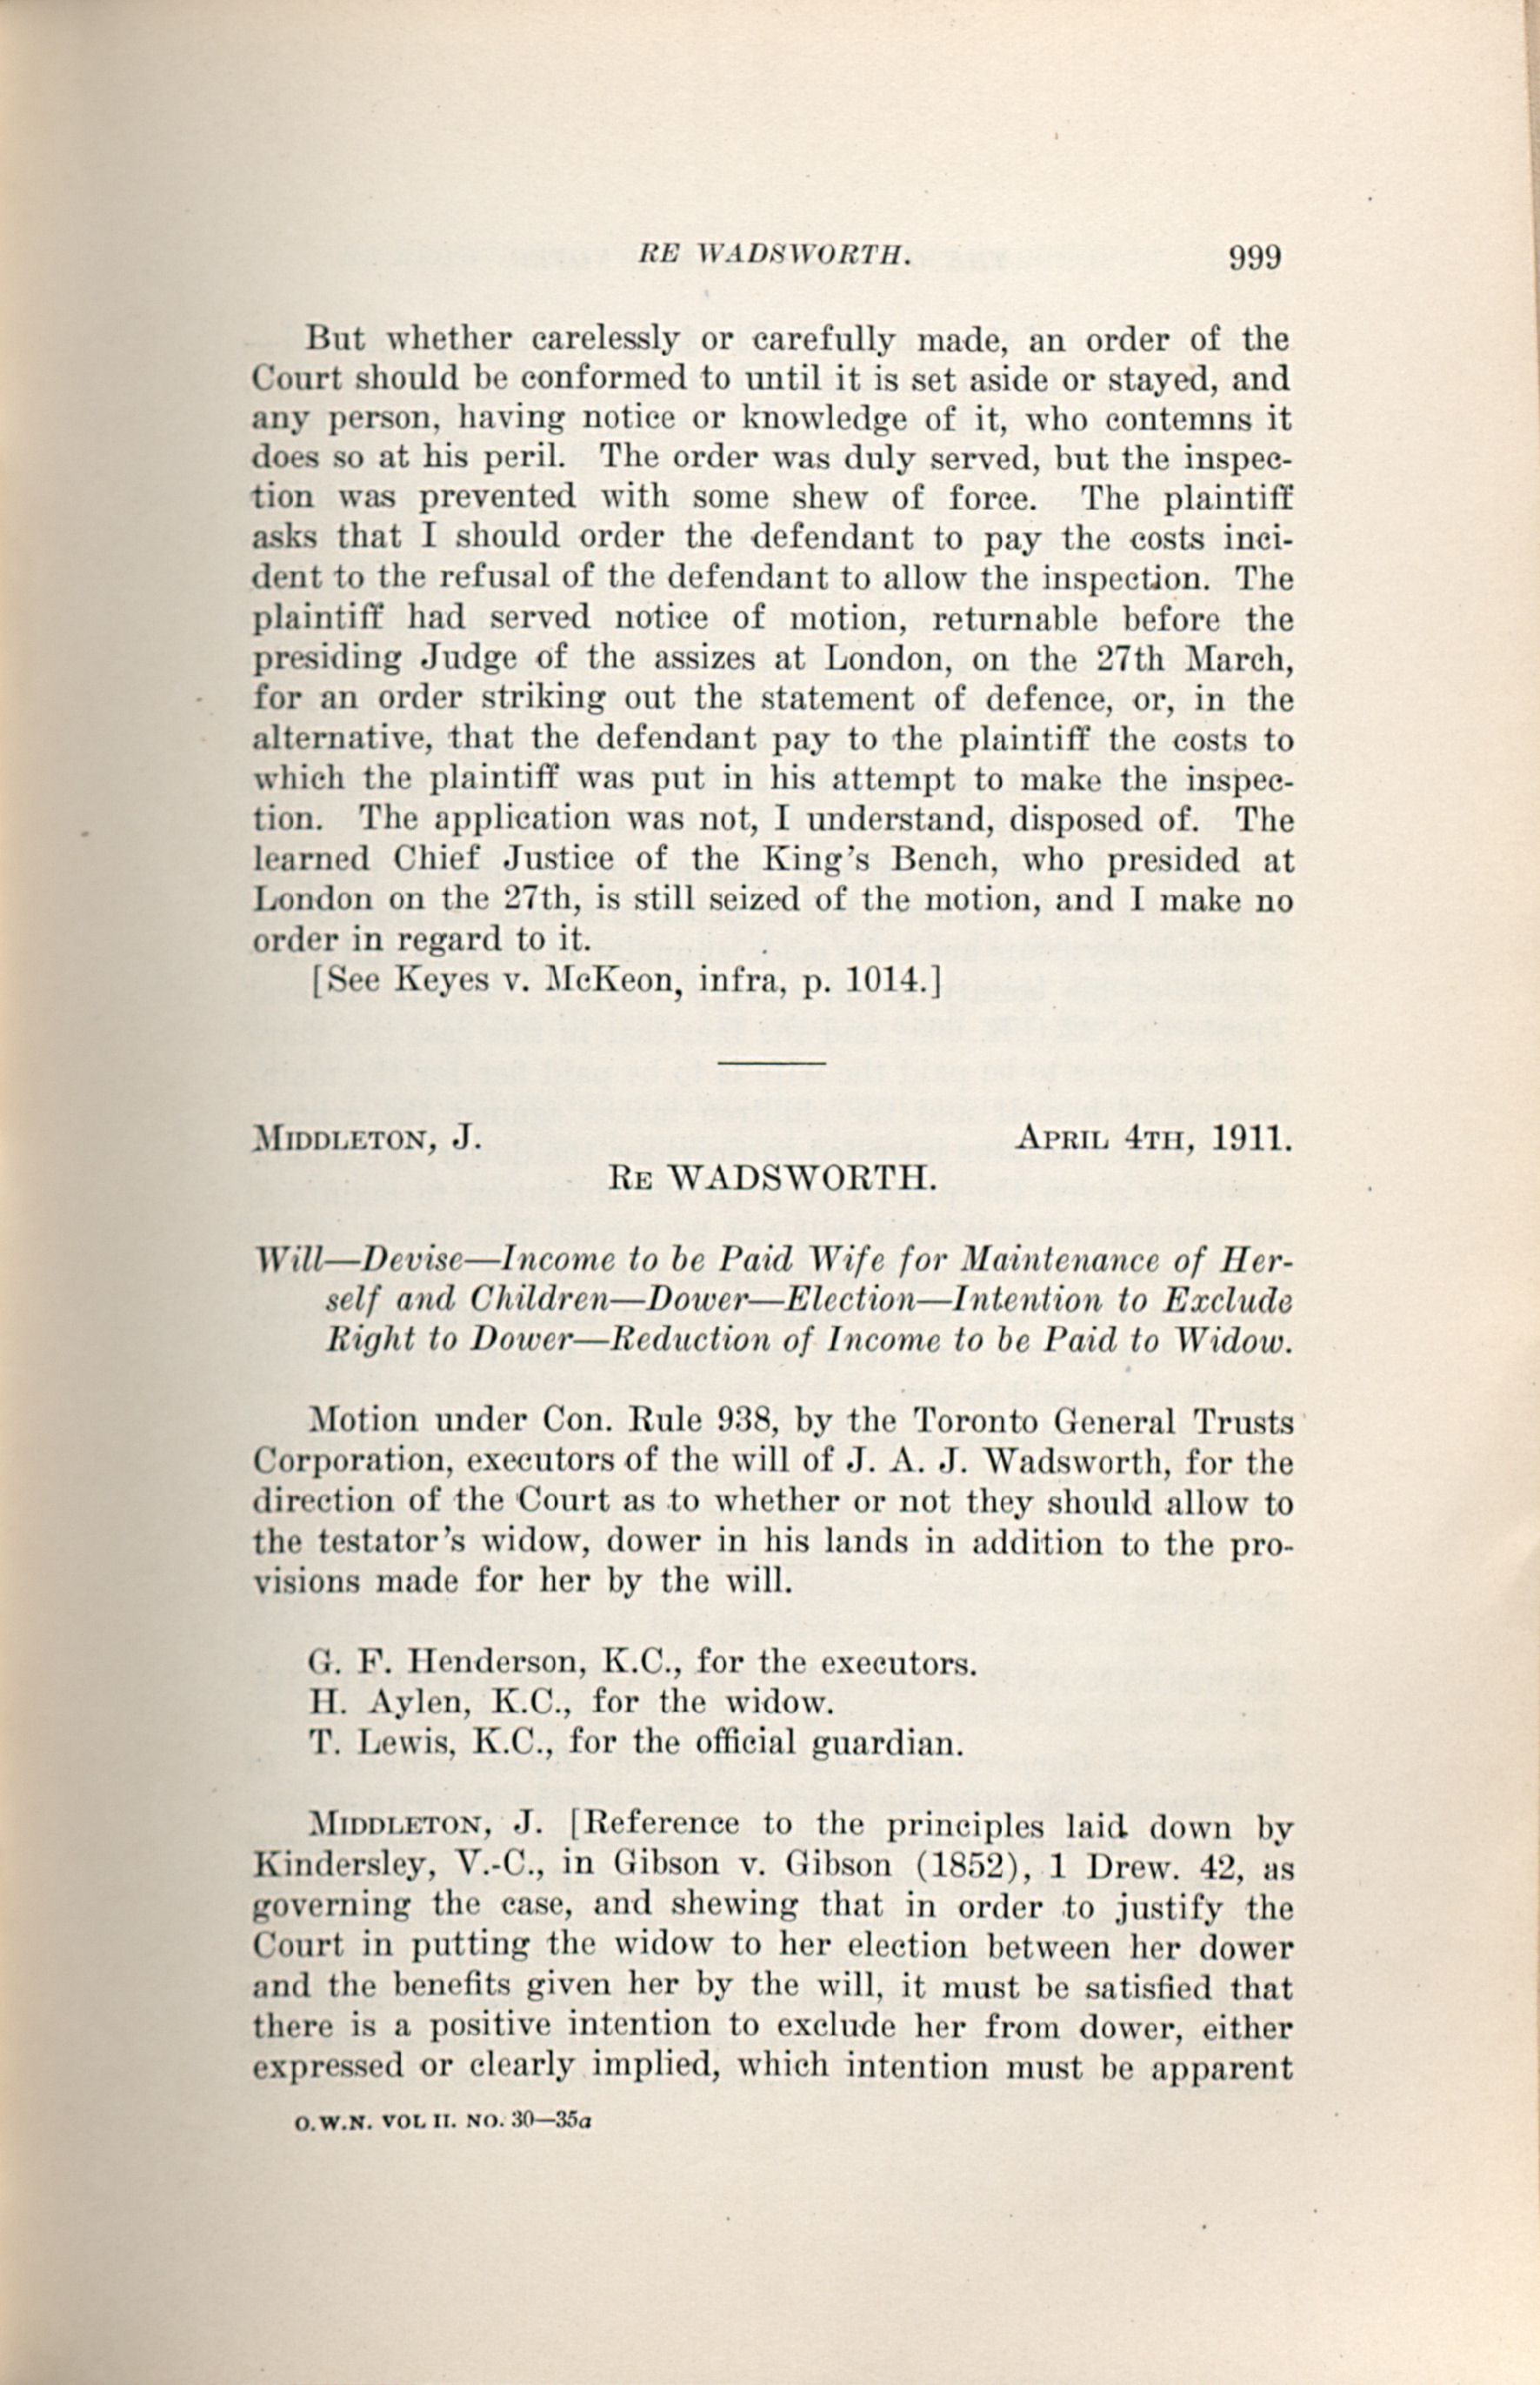 RE WADSWORTH. 999
But whether carelessly or carefully made, an order of the
Court should be conformed to until it is set aside or stayed, and
any person, having notice or knowledge of it, who contemns it
does so at his peril. The order was duly served, but the inspec-
tion was prevented with some shew of force. The plaintiff
asks that I should order the defendant to pay the costs inci-
dent to the refusal of the defendant to allow the inspection. The
plaintiff had served notice of motion, returnable before the
presiding Judge of the assizes at London, on the 27th March,
for an order striking out the statement of defence, or, in the
alternative, that the defendant pay to the plaintiff the costs to
which the plaintiff was put in his attempt to make the inspec-
tion. The application was not, I understand, disposed of. The
learned Chief Justice of the King's Bench, who presided at
London on the 27th, is still seized of the motion, and I make no
order in regard to it.
[See Keyes v. McKeon, infra, p. 1014.]
MIDDLETON, J. APRIL 4TH, 1911.
RE WADSWORTH.
Will—Devise—Income to be Paid Wife for Maintenance of Her-
self and Children—Dower—Election—Intention to Exclude
Right to Dower—Reduction of Income to be Paid to Widow.
Motion under Con. Rule 938, by the Toronto General Trusts
Corporation, executors of the will of J. A. J. Wadsworth, for the
direction of the Court as to whether or not they should allow to
the testator's widow, dower in his lands in addition to the pro-
visions made for her by the will.
G. F. Henderson, K.C., for the executors.
H. Aylen, K.C., for the widow.
T. Lewis, K.C., for the official guardian.
MIDDLETON, J. [Reference to the principles laid down by
Kindersley, V.-C., in Gibson v. Gibson (1852), 1 Drew. 42, as
governing the case, and shewing that in order to justify the
Court in putting the widow to her election between her dower
and the benefits given her by the will, it must be satisfied that
there is a positive intention to exclude her from dower, either
expressed or clearly implied, which intention must be apparent
O.W.N. VOL II. NO. 30—35a